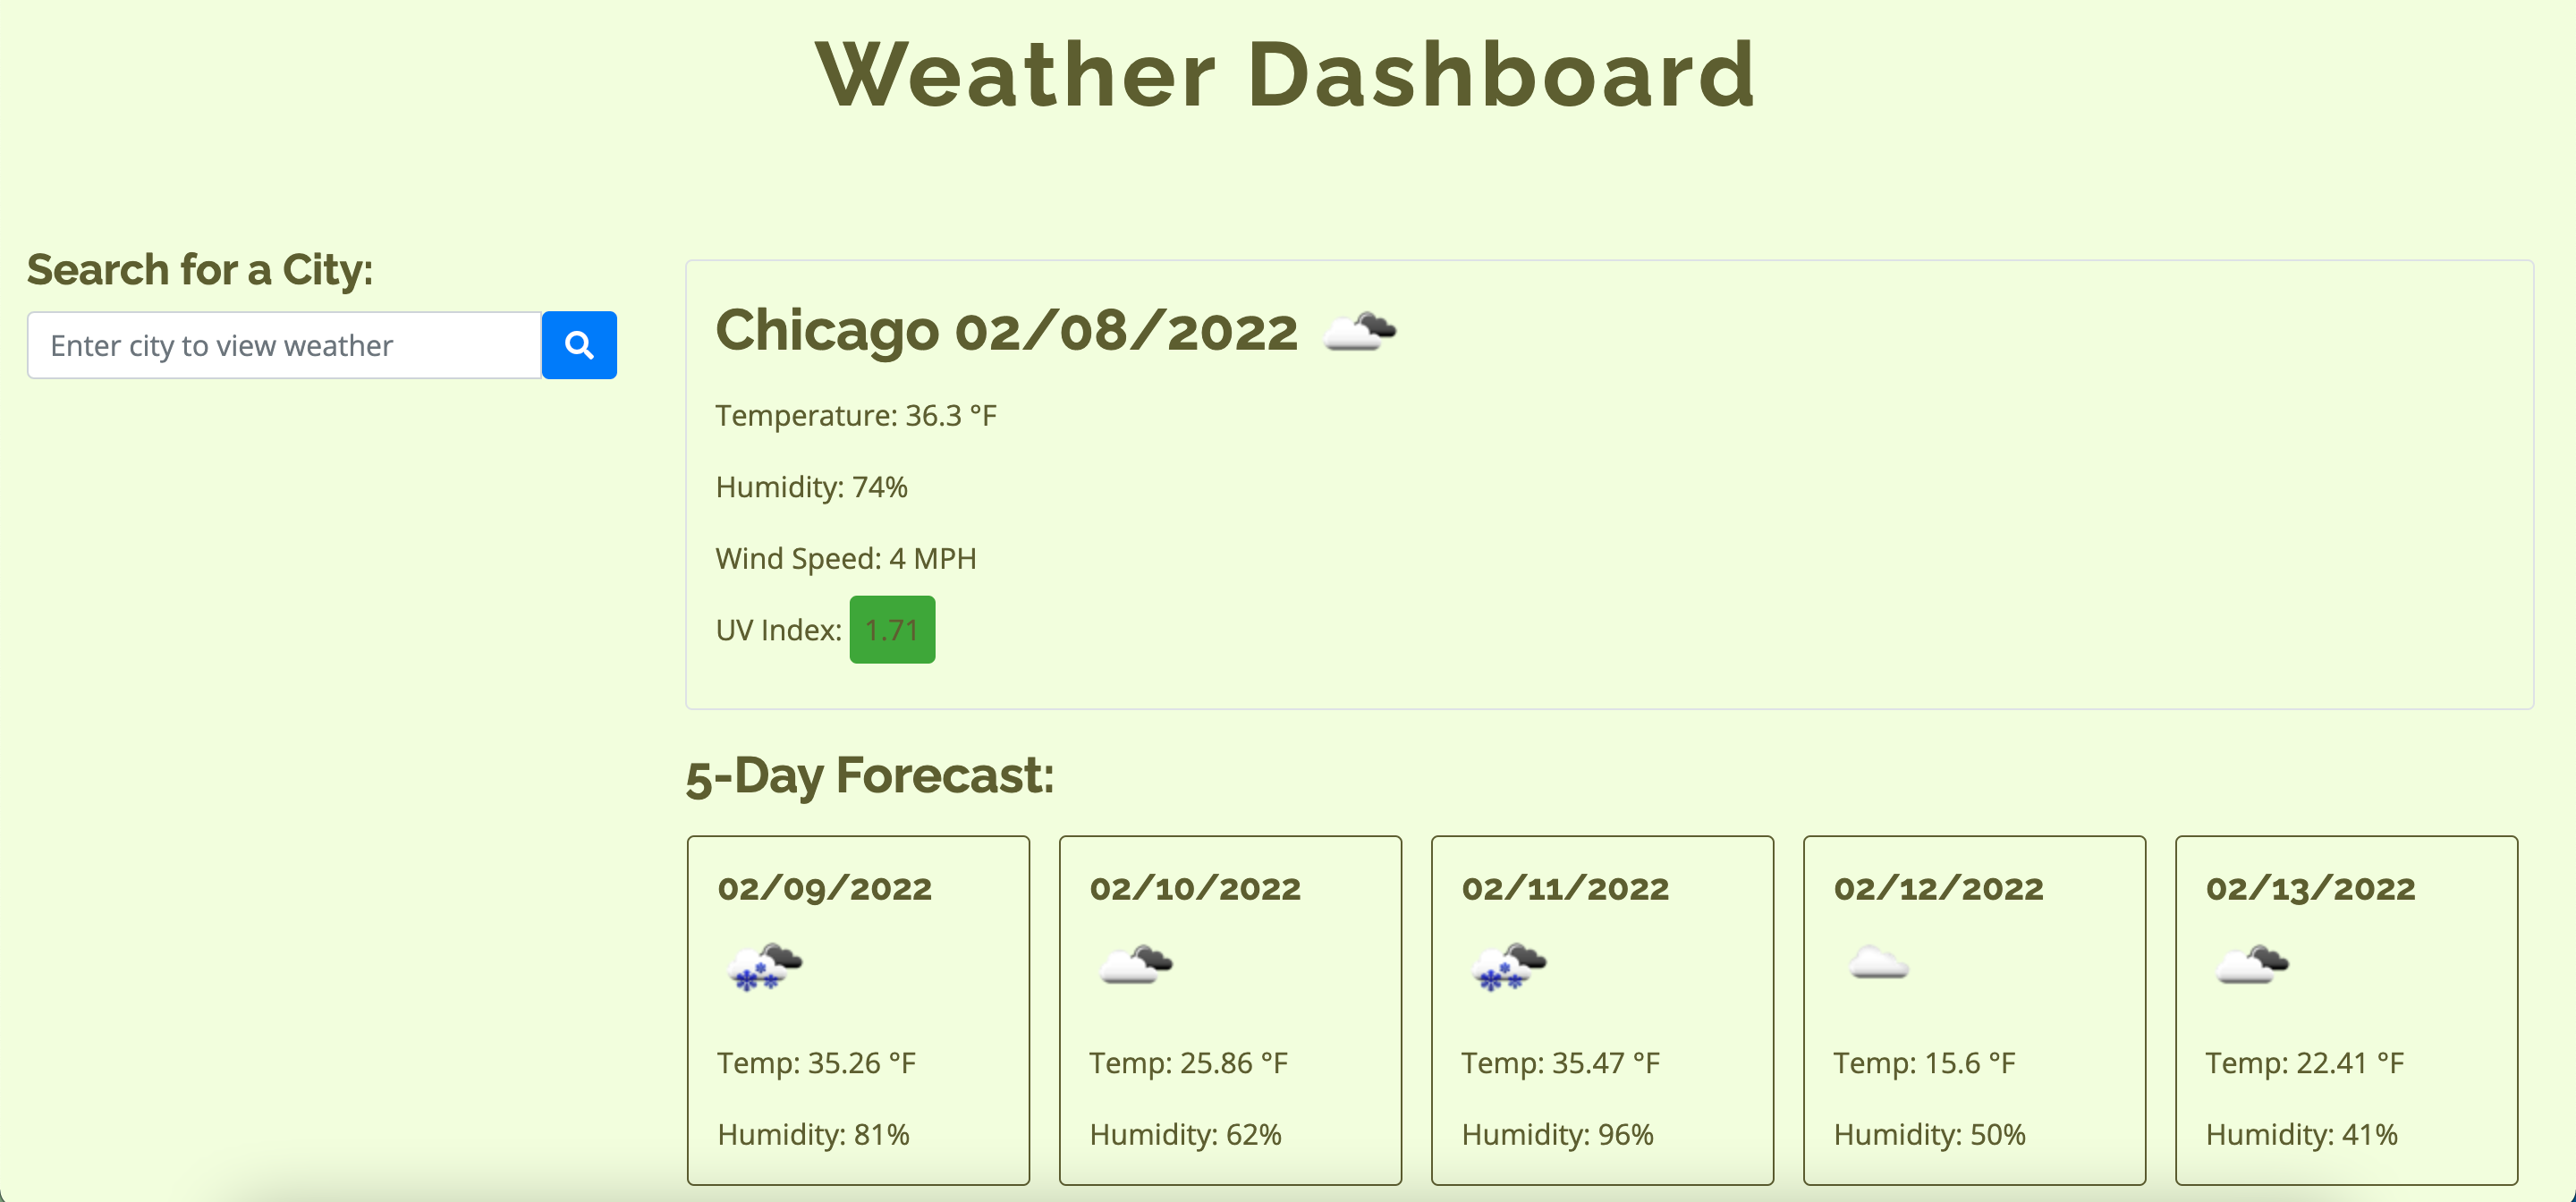 Weather Dashboard
Search for a City:
Enter city to view weather
Chicago 02/08/2022
Temperature: 36.3 °F
Humidity: 74%
Wind Speed: 4 MPH
UV Index: 1.71
5-Day Forecast:
02/09/2022
Temp: 35.26 °F
Humidity: 81%
02/10/2022
Temp: 25.86 °F
Humidity: 62%
02/11/2022
Temp: 35.47 °F
Humidity: 96%
02/12/2022
Temp: 15.6 °F
Humidity: 50%
02/13/2022
Temp: 22.41 °F
Humidity: 41%